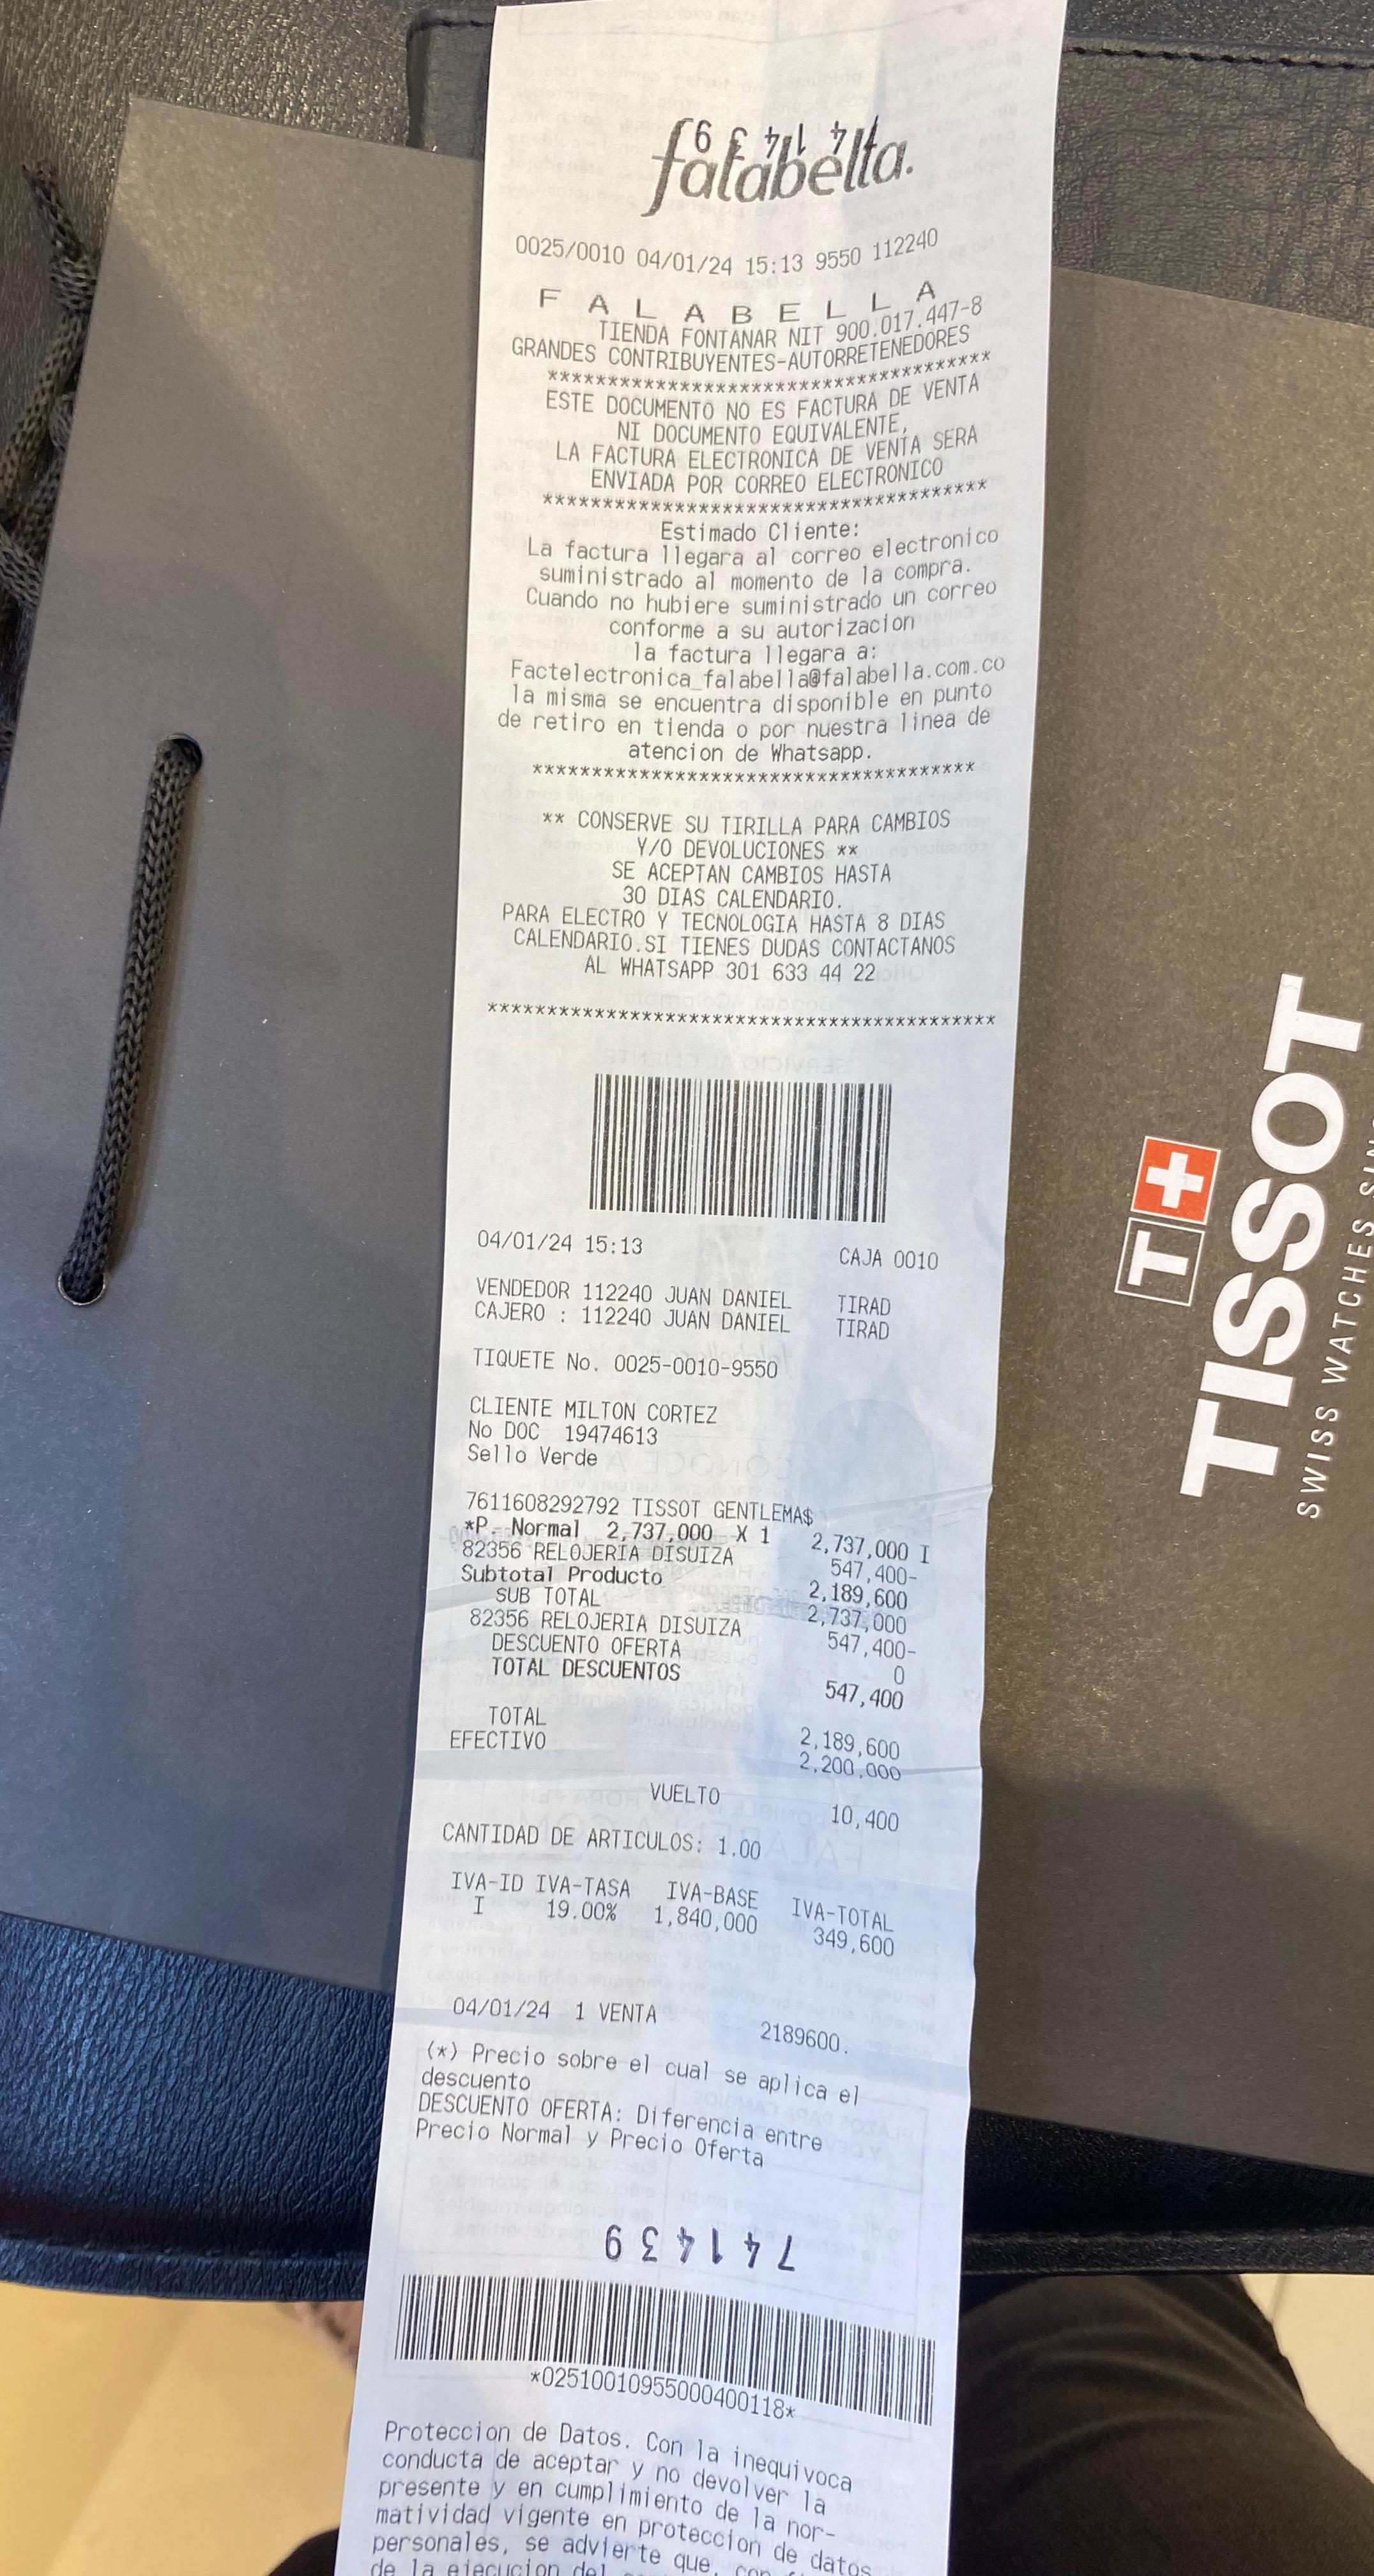 falabella.
741439
0025/0010 04/01/24 15:13 9550 112240
F A L A B E L L A
TIENDA FONTANAR NIT 900.017.447-8
GRANDES CONTRIBUYENTES-AUTORRETENEDORES
*************************************
ESTE DOCUMENTO NO ES FACTURA DE VENTA
NI DOCUMENTO EQUIVALENTE,
LA FACTURA ELECTRONICA DE VENTA SERA
ENVIADA POR CORREO ELECTRONICO
*************************************
Estimado Cliente:
La factura llegara al correo electronico
suministrado al momento de la compra.
Cuando no hubiere suministrado un correo
conforme a su autorizacion
la factura llegara a:
Factelectronica_falabella@falabella.com.co
la misma se encuentra disponible en punto
de retiro en tienda o por nuestra linea de
atencion de Whatsapp.
*************************************
** CONSERVE SU TIRILLA PARA CAMBIOS
Y/O DEVOLUCIONES **
SE ACEPTAN CAMBIOS HASTA
30 DIAS CALENDARIO.
PARA ELECTRO Y TECNOLOGIA HASTA 8 DIAS
CALENDARIO.SI TIENES DUDAS CONTACTANOS
AL WHATSAPP 301 633 44 22
*******************************************
04/01/24 15:13 CAJA 0010
VENDEDOR 112240 JUAN DANIEL TIRAD
CAJERO : 112240 JUAN DANIEL TIRAD
TIQUETE No. 0025-0010-9550
CLIENTE MILTON CORTEZ
No DOC 19474613
Sello Verde
7611608292792 TISSOT GENTLEMA$
*P. Normal 2,737,000 X 1 2,737,000 I
82356 RELOJERIA DISUIZA 547,400-
Subtotal Producto 2,189,600
SUB TOTAL 2,737,000
82356 RELOJERIA DISUIZA 547,400-
DESCUENTO OFERTA 0
TOTAL DESCUENTOS 547,400
TOTAL 2,189,600
EFECTIVO 2,200,000
VUELTO 10,400
CANTIDAD DE ARTICULOS: 1.00
IVA-ID IVA-TASA IVA-BASE IVA-TOTAL
I 19.00% 1,840,000 349,600
04/01/24 1 VENTA 2189600.
(*) Precio sobre el cual se aplica el
descuento
DESCUENTO OFERTA: Diferencia entre
Precio Normal y Precio Oferta
741439
*02510010955000400118*
Proteccion de Datos. Con la inequivoca
conducta de aceptar y no devolver la
presente y en cumplimiento de la nor-
matividad vigente en proteccion de datos
personales, se advierte que, con
de la ejecucion del
T+
TISSOT
SWISS WATCHES